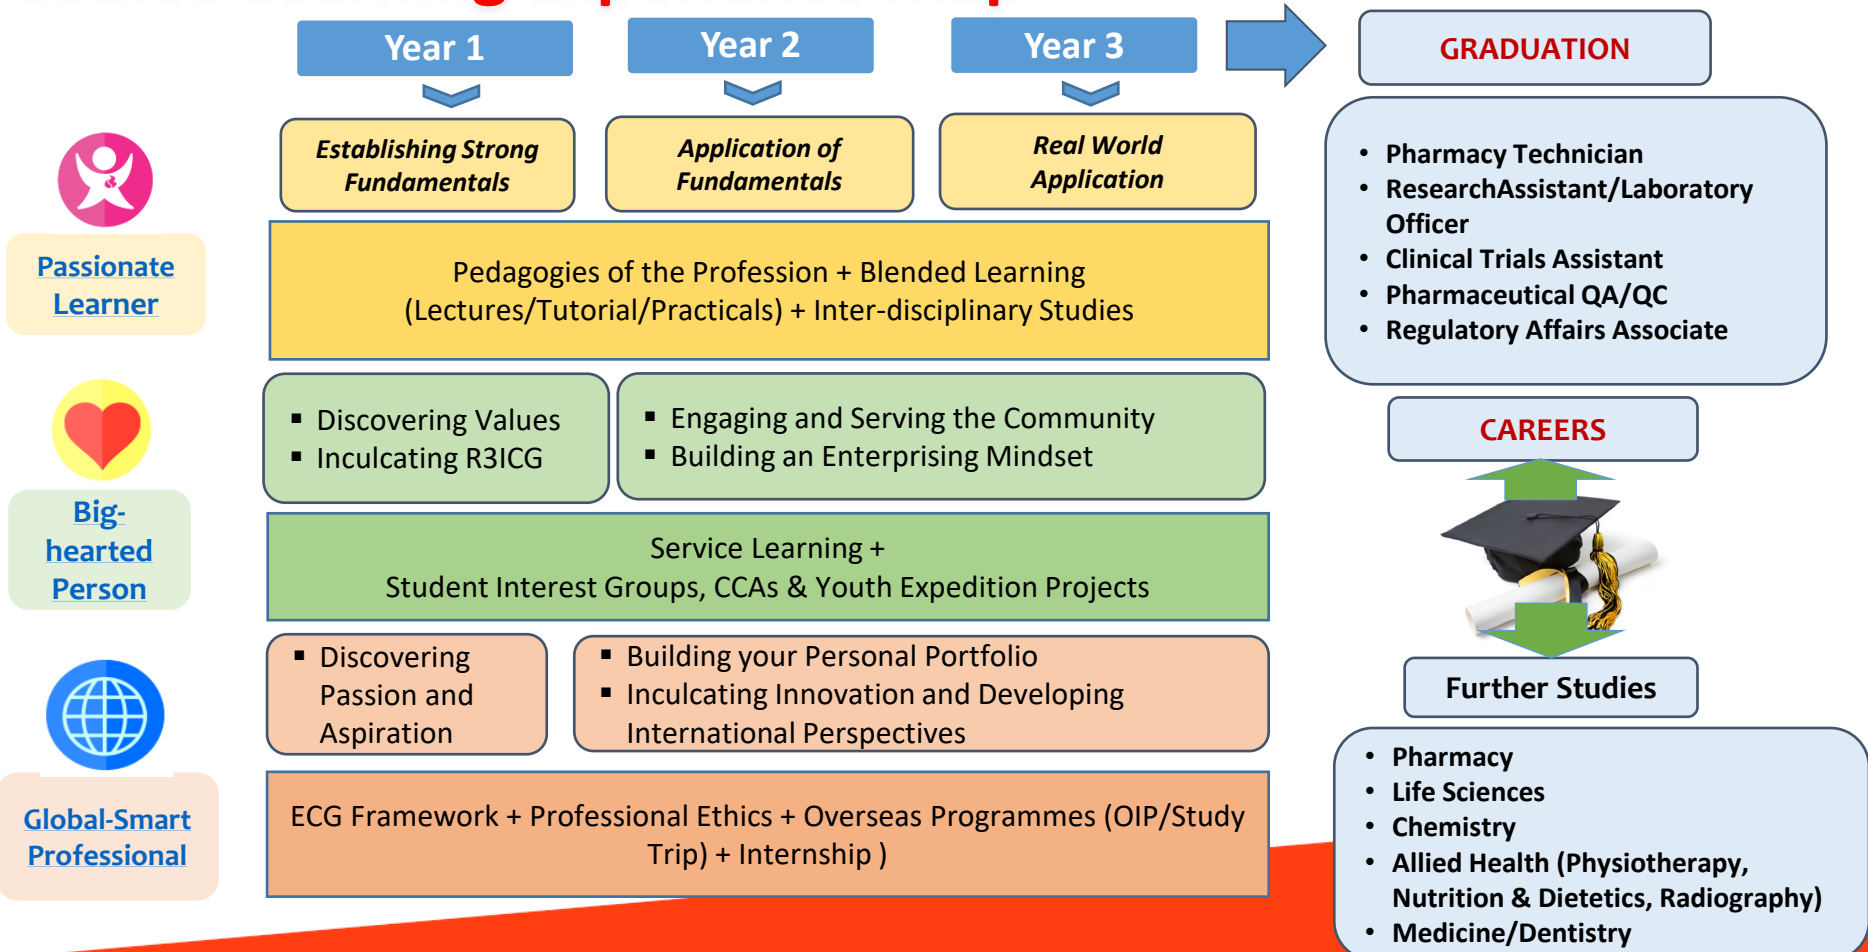 Year 1
Year 2
Year 3
GRADUATION
Establishing Strong
Fundamentals
Application of
Fundamentals
Real World
Application
Passionate
Learner
Pedagogies of the Profession + Blended Learning
(Lectures/Tutorial/Practicals) + Inter-disciplinary Studies
• Pharmacy Technician
• ResearchAssistant/Laboratory
Officer
• Clinical Trials Assistant
• Pharmaceutical QA/QC
• Regulatory Affairs Associate
Big-
hearted
Person
▪ Discovering Values
▪ Inculcating R3ICG
▪ Engaging and Serving the Community
▪ Building an Enterprising Mindset
Service Learning +
Student Interest Groups, CCAs & Youth Expedition Projects
CAREERS
Further Studies
Global-Smart
Professional
▪ Discovering
Passion and
Aspiration
▪ Building your Personal Portfolio
▪ Inculcating Innovation and Developing
International Perspectives
ECG Framework + Professional Ethics + Overseas Programmes (OIP/Study
Trip) + Internship )
• Pharmacy
• Life Sciences
• Chemistry
• Allied Health (Physiotherapy,
Nutrition & Dietetics, Radiography)
• Medicine/Dentistry